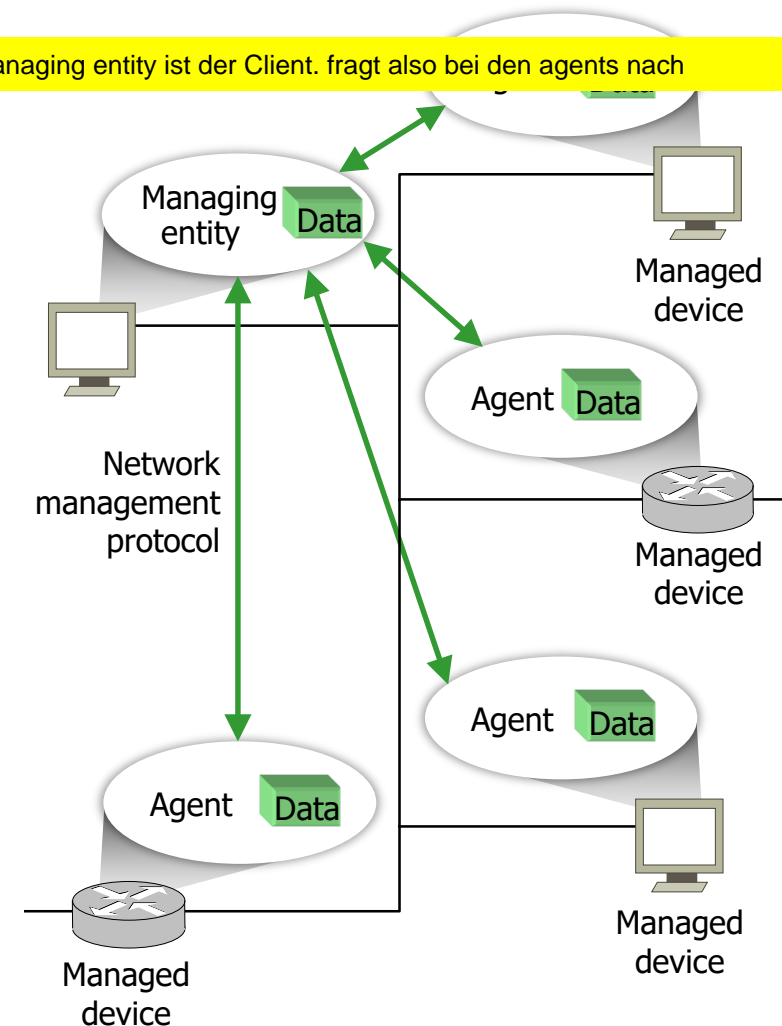 anaging entity ist der Client. fragt also bei den agents nach
Managing
entity
Data
Managed
device
Agent
Data
Network
management
protocol
Managed
device
Agent
Data
Agent
Data
Managed
device
Managed
device